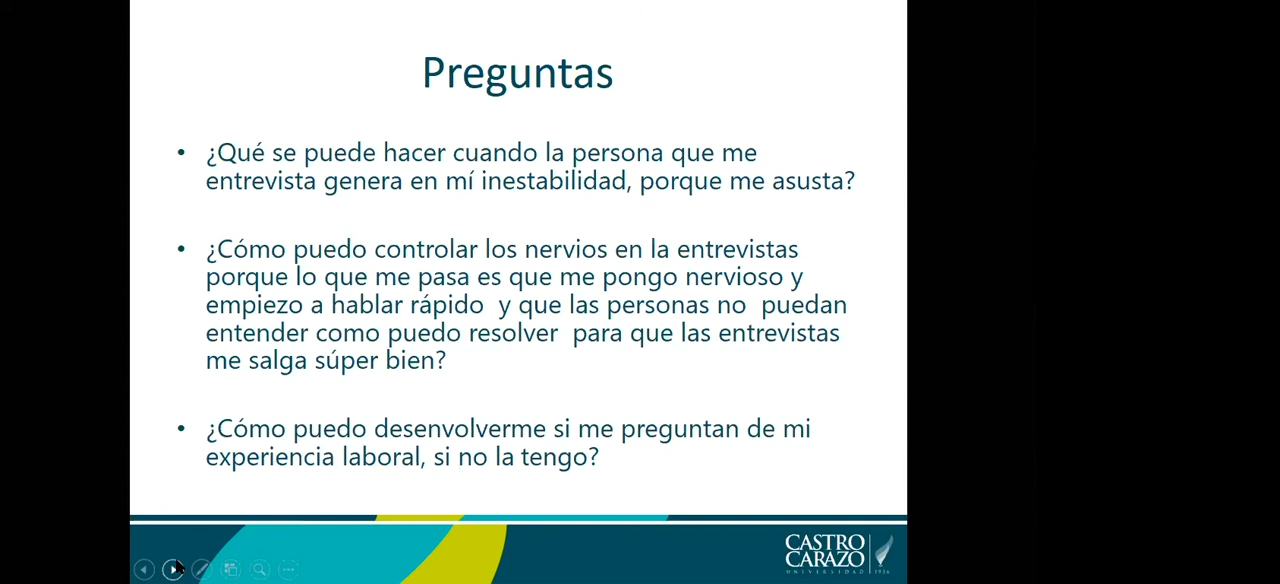 Preguntas
• ¿Qué se puede hacer cuando la persona que me
entrevista genera en mí inestabilidad, porque me asusta?
• ¿Cómo puedo controlar los nervios en la entrevistas
porque lo que me pasa es que me pongo nervioso y
empiezo a hablar rápido y que las personas no puedan
entender como puedo resolver para que las entrevistas
me salga súper bien?
• ¿Cómo puedo desenvolverme si me preguntan de mi
experiencia laboral, si no la tengo?
CASTRO
CARAZO
UNIVERSIDAD 1936